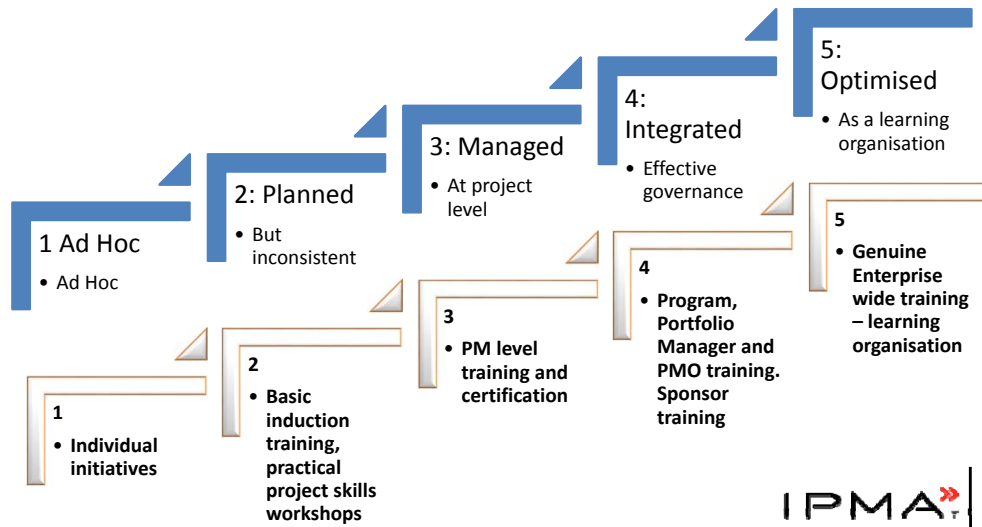 1 Ad Hoc
• Ad Hoc
2: Planned
• But
inconsistent
3: Managed
• At project
level
4:
Integrated
• Effective
governance
5:
Optimised
• As a learning
organisation
1
• Individual
initiatives
2
• Basic
induction
training,
practical
project skills
workshops
3
• PM level
training and
certification
4
• Program,
Portfolio
Manager and
PMO training.
Sponsor
training
5
• Genuine
Enterprise
wide training
– learning
organisation
IPMA